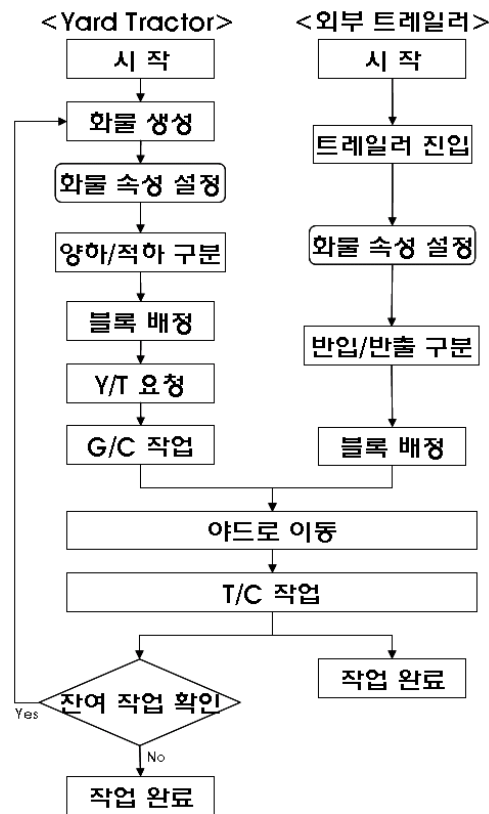 <Yard Tractor>
시 작
화물 생성
화물 속성 설정
양하/적하 구분
블록 배정
Y/T 요청
G/C 작업
<외부 트레일러>
시 작
트레일러 진입
화물 속성 설정
반입/반출 구분
블록 배정
야드로 이동
T/C 작업
잔여 작업 확인
Yes
No
작업 완료
작업 완료